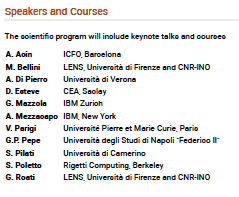 Speakers and Courses
The scientific program will include keynote talks and courses
A. Acin ICFO, Barcelona
M. Bellini LENS, Università di Firenze and CNR-INO
A. Di Pierro Università di Verona
D. Esteve CEA, Saclay
G. Mazzola IBM Zurich
A. Mezzacapo IBM, New York
V. Parigi Université Pierre et Marie Curie, Paris
G.P. Pepe Università degli Studi di Napoli "Federico II"
S. Pilati Università di Camerino
S. Poletto Rigetti Computing, Berkeley
G. Roati LENS, Università di Firenze and CNR-INO